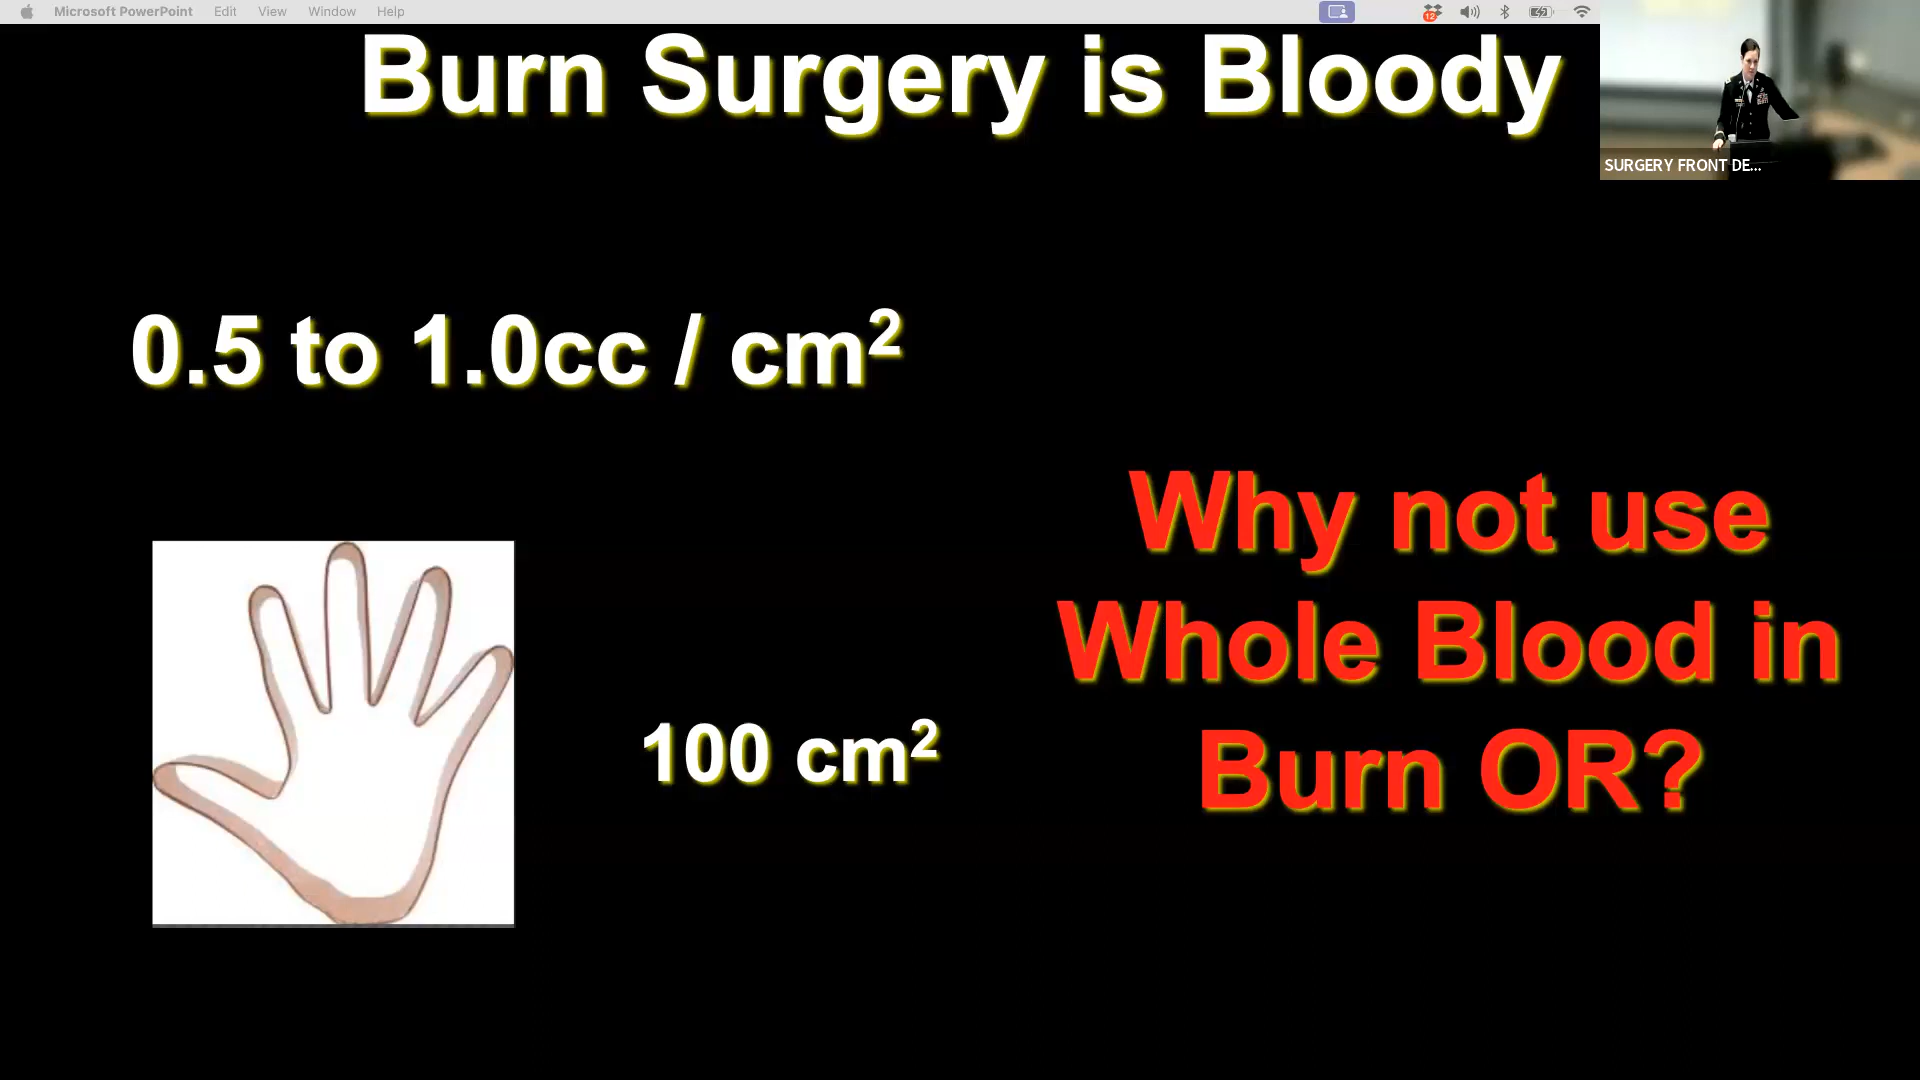 Microsoft PowerPoint Edit View Window Help
12
Burn Surgery is Bloody
SURGERY FRONT DE...
0.5 to 1.0cc / cm²
Why not use
Whole Blood in
Burn OR?
100 cm²